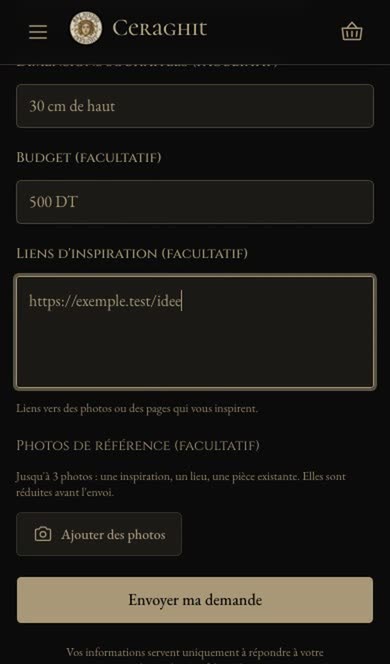 Ceraghit
Dimensions souhaitées (facultatif)
30 cm de haut
Budget (facultatif)
500 DT
Liens d'inspiration (facultatif)
https://exemple.test/idee
Liens vers des photos ou des pages qui vous inspirent.
Photos de référence (facultatif)
Jusqu'à 3 photos : une inspiration, un lieu, une pièce existante. Elles sont
réduites avant l'envoi.
Ajouter des photos
Envoyer ma demande
Vos informations servent uniquement à répondre à votre